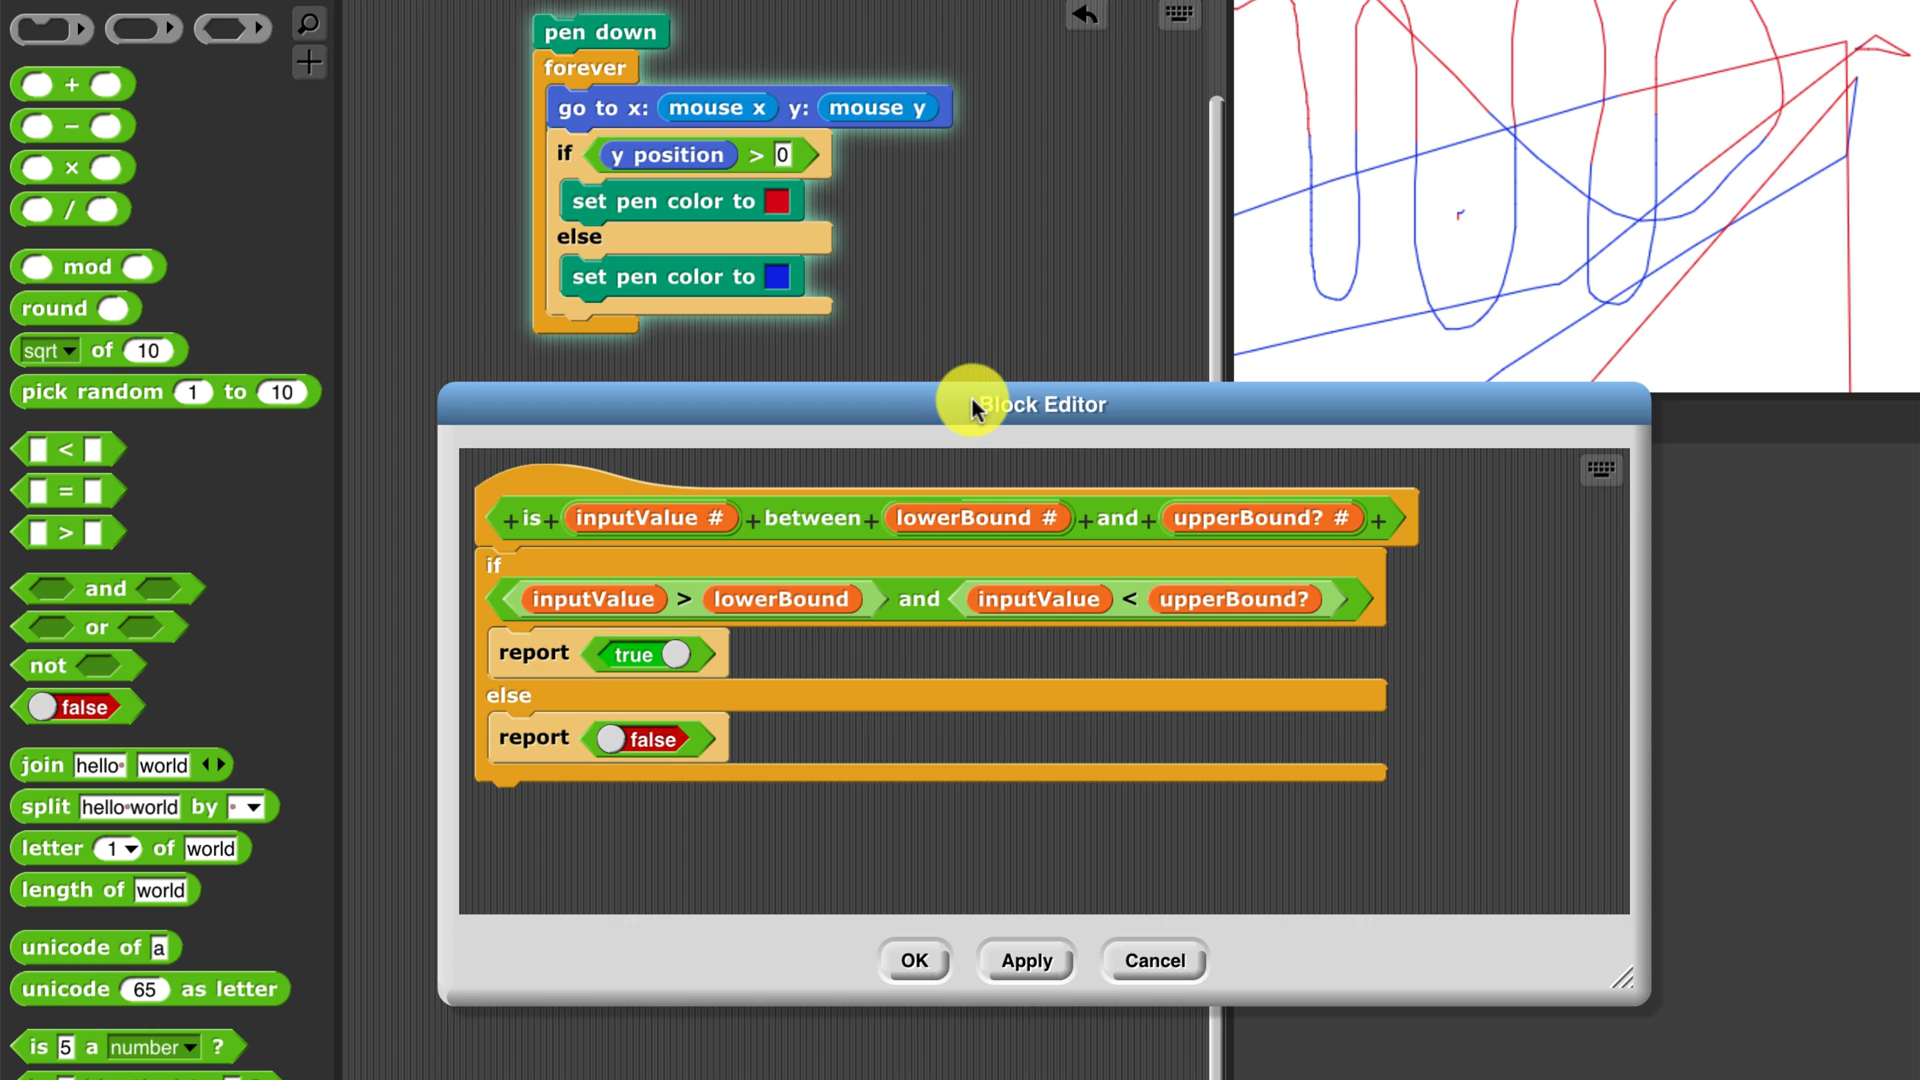 +
−
×
/
mod
round
sqrt of 10
pick random 1 to 10
<
=
>
and
or
not
false
join hello world
split hello world by
letter 1 of world
length of world
unicode of a
unicode 65 as letter
is 5 a number ?
pen down
forever
go to x: mouse x y: mouse y
if y position > 0
set pen color to
else
set pen color to
Block Editor
+ is + inputValue # + between + lowerBound # + and + upperBound? # +
if
inputValue > lowerBound and inputValue < upperBound?
report true
else
report false
OK Apply Cancel